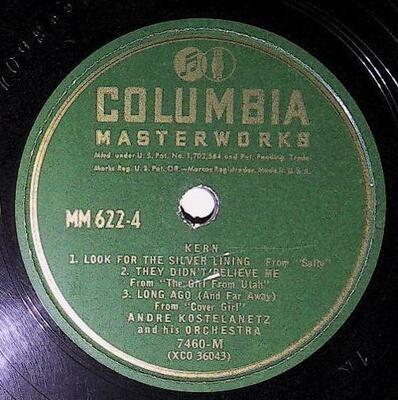 COLUMBIA
MASTERWORKS
Mfd. under U.S. Pat. No. 1,702,564 and Pat. Pending. Trade
Marks Reg. U.S. Pat. Off.—Marcas Registradas. Made in U.S.A.
MM 622-4
KERN
1. LOOK FOR THE SILVER LINING From "Sally"
2. THEY DIDN'T BELIEVE ME
From "The Girl From Utah"
3. LONG AGO (And Far Away)
From "Cover Girl"
ANDRE KOSTELANETZ
and his ORCHESTRA
7460-M
(XCO 36043)